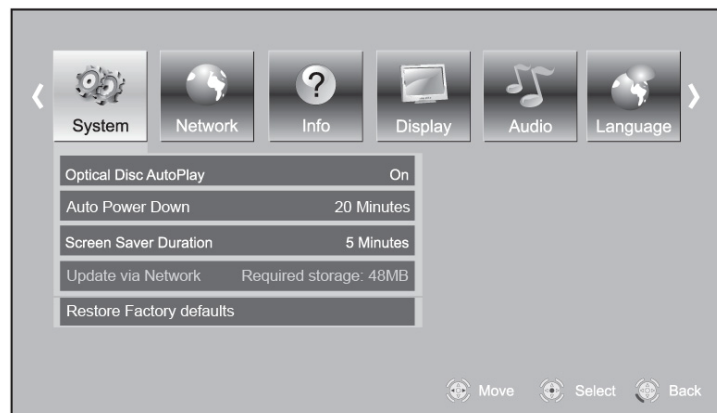 System Network Info Display Audio Language
Optical Disc AutoPlay On
Auto Power Down 20 Minutes
Screen Saver Duration 5 Minutes
Update via Network Required storage: 48MB
Restore Factory defaults
Move Select Back